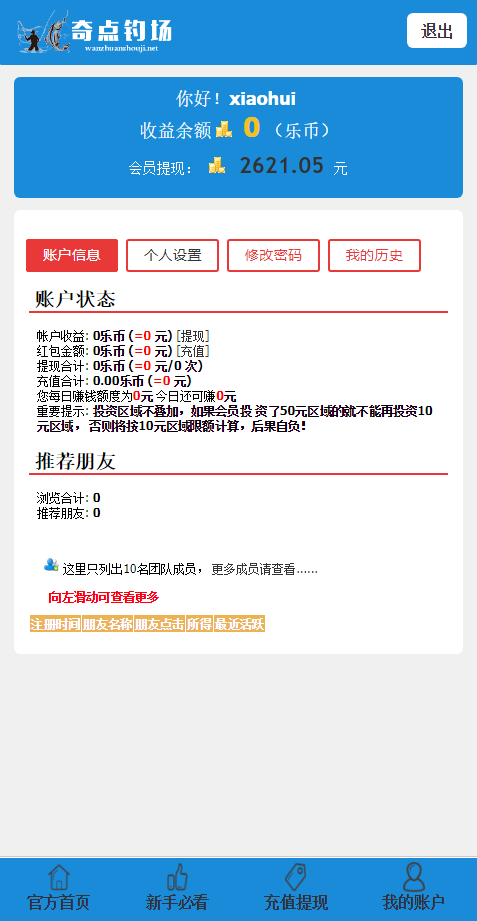 奇点钓场
wanzhuanshouji.net
退出
你好！xiaohui
收益余额 0 （乐币）
会员提现： 2621.05 元
账户信息 个人设置 修改密码 我的历史
账户状态
帐户收益: 0乐币 (=0 元) [提现]
红包金额: 0乐币 (=0 元) [充值]
提现合计: 0乐币 (=0 元/0 次)
充值合计: 0.00乐币 (=0 元)
您每日赚钱额度为0元 今日还可赚0元
重要提示: 投资区域不叠加，如果会员投 资了50元区域的就不能再投资10
元区域， 否则将按10元区域限额计算，后果自负！
推荐朋友
浏览合计: 0
推荐朋友: 0
这里只列出10名团队成员， 更多成员请查看......
向左滑动可查看更多
注册时间 朋友名称 朋友点击 所得 最近活跃
官方首页 新手必看 充值提现 我的账户